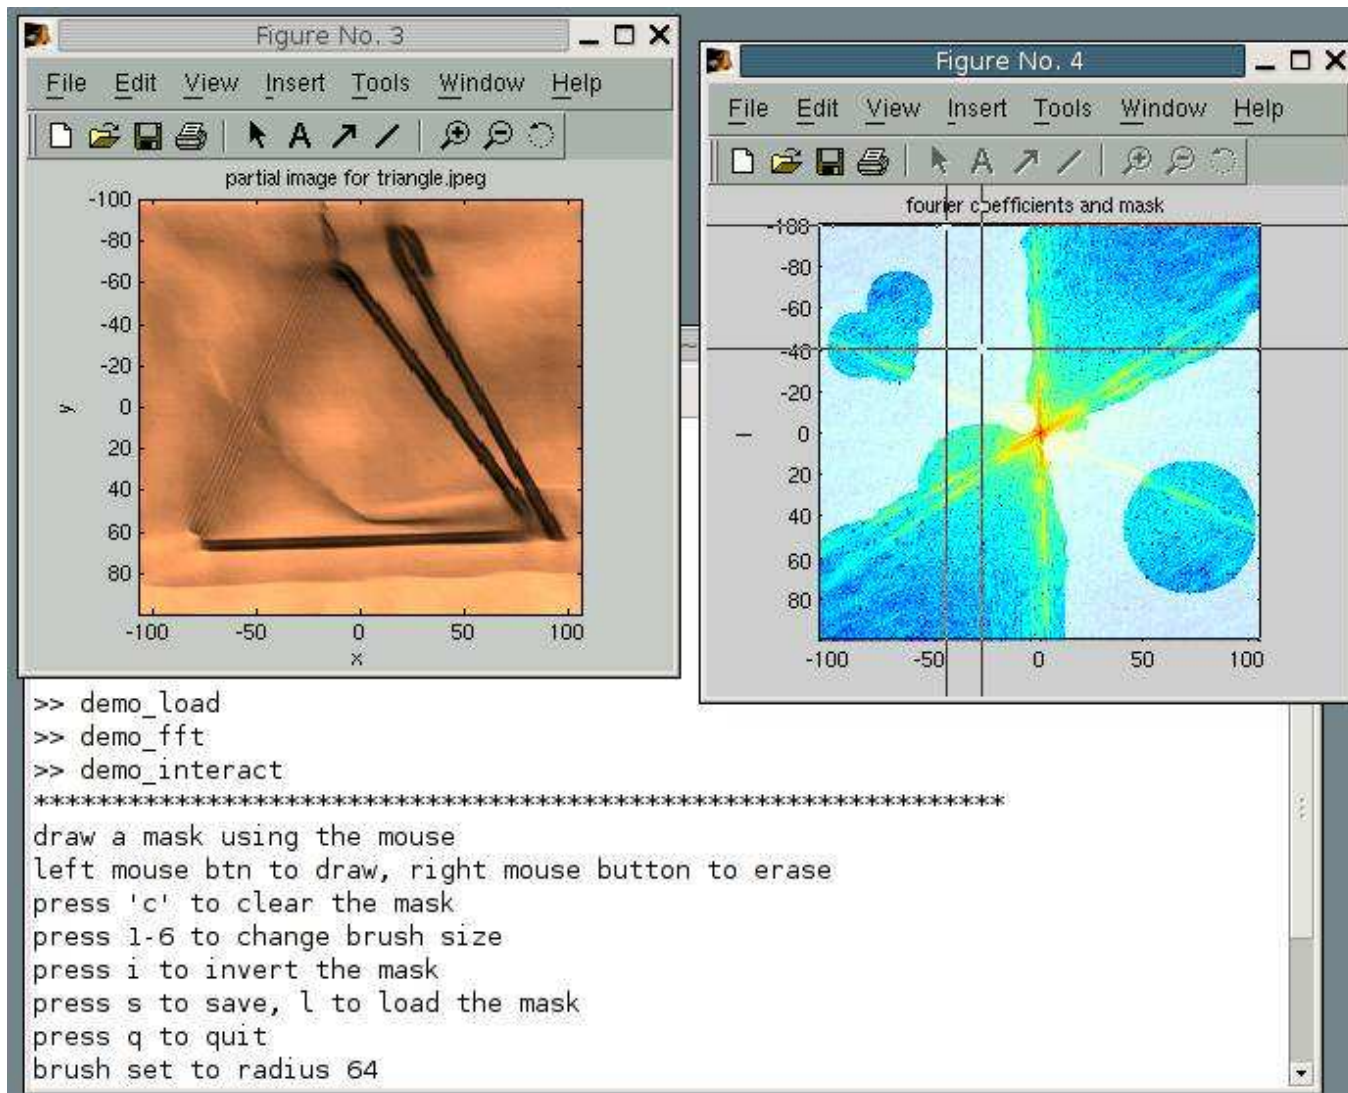 Figure No. 3
File Edit View Insert Tools Window Help
A
partial image for triangle.jpeg
-100
-80
-60
-40
-20
0
20
40
60
80
y
-100 -50 0 50 100
x
Figure No. 4
File Edit View Insert Tools Window Help
A
fourier coefficients and mask
-80
-60
-40
-20
0
20
40
60
80
-100 -50 0 50 100
>> demo_load
>> demo_fft
>> demo_interact
**************************************************************
draw a mask using the mouse
left mouse btn to draw, right mouse button to erase
press 'c' to clear the mask
press 1-6 to change brush size
press i to invert the mask
press s to save, l to load the mask
press q to quit
brush set to radius 64